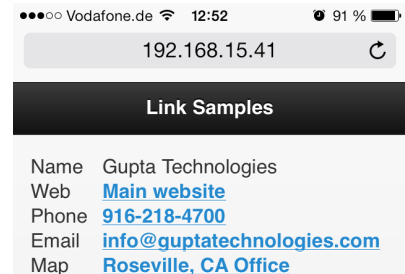 Vodafone.de 12:52 91 %
192.168.15.41
Link Samples
Name Gupta Technologies
Web Main website
Phone 916-218-4700
Email info@guptatechnologies.com
Map Roseville, CA Office